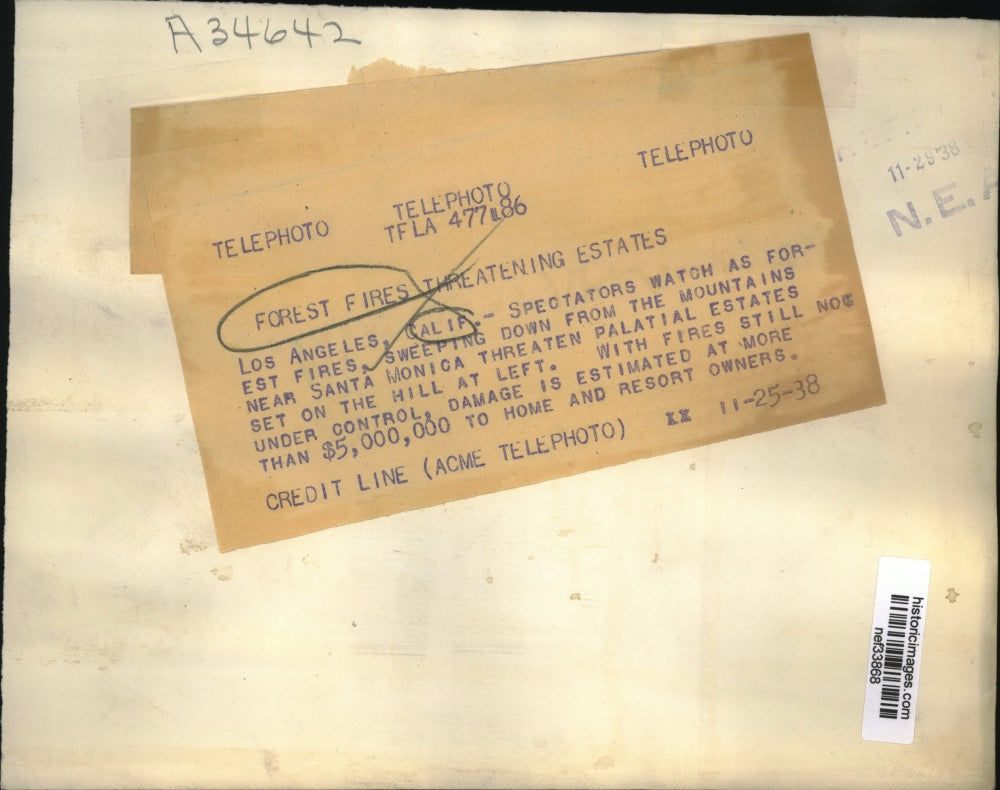 A34642
TELEPHOTO
TELEPHOTO
TELEPHOTO
TFLA 477186
FOREST FIRES THREATENING ESTATES
LOS ANGELES, CALIF.- SPECTATORS WATCH AS FOR-
EST FIRES, SWEEPING DOWN FROM THE MOUNTAINS
NEAR SANTA MONICA THREATEN PALATIAL ESTATES
SET ON THE HILL AT LEFT. WITH FIRES STILL NOT
UNDER CONTROL, DAMAGE IS ESTIMATED AT MORE
THAN $5,000,000 TO HOME AND RESORT OWNERS.
CREDIT LINE (ACME TELEPHOTO) XX 11-25-38
11-29'38
N.E.A
historicimages.com
nef33868